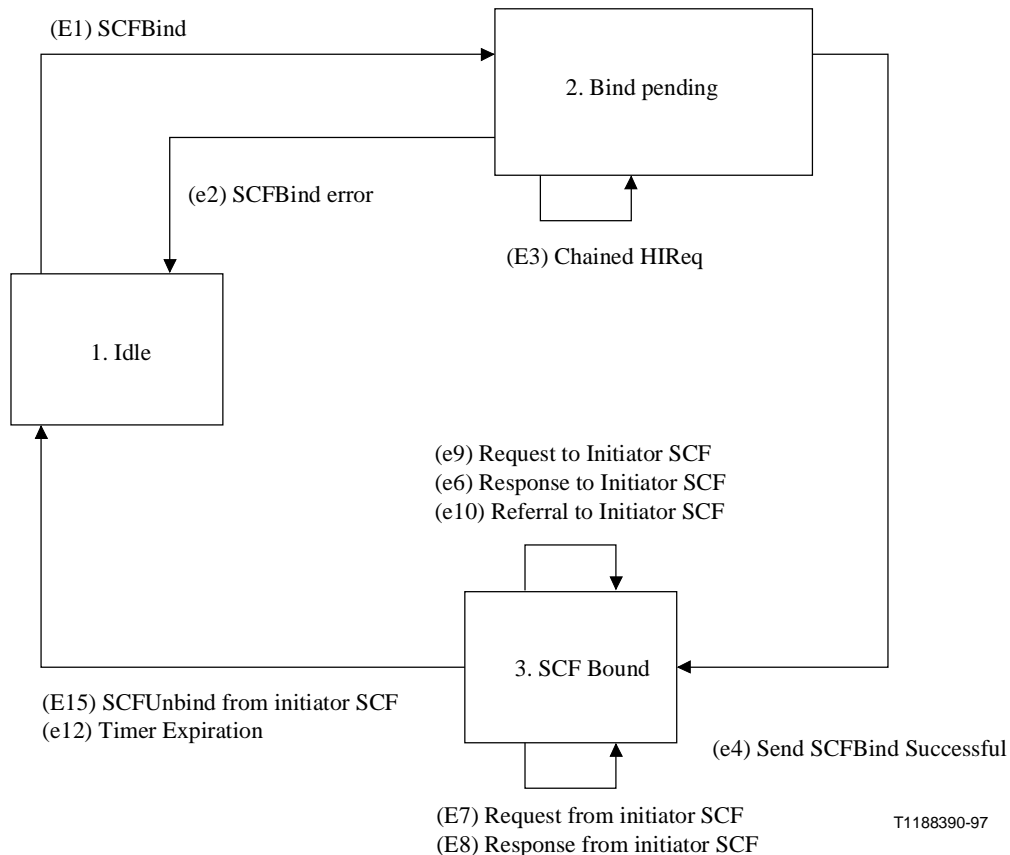 (E1) SCFBind
2. Bind pending
(e2) SCFBind error
(E3) Chained HIReq
1. Idle
(e9) Request to Initiator SCF
(e6) Response to Initiator SCF
(e10) Referral to Initiator SCF
3. SCF Bound
(E15) SCFUnbind from initiator SCF
(e12) Timer Expiration
(e4) Send SCFBind Successful
(E7) Request from initiator SCF
(E8) Response from initiator SCF
T1188390-97